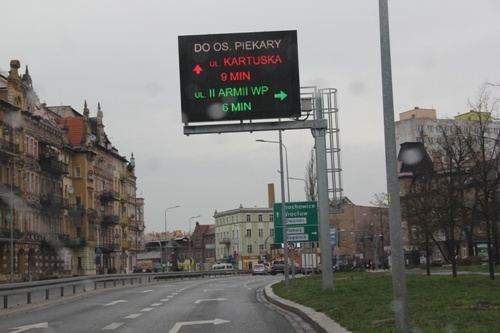 DO OS. PIEKARY
UL. KARTUSKA
9 MIN
UL. II ARMII WP
6 MIN
Wrocław